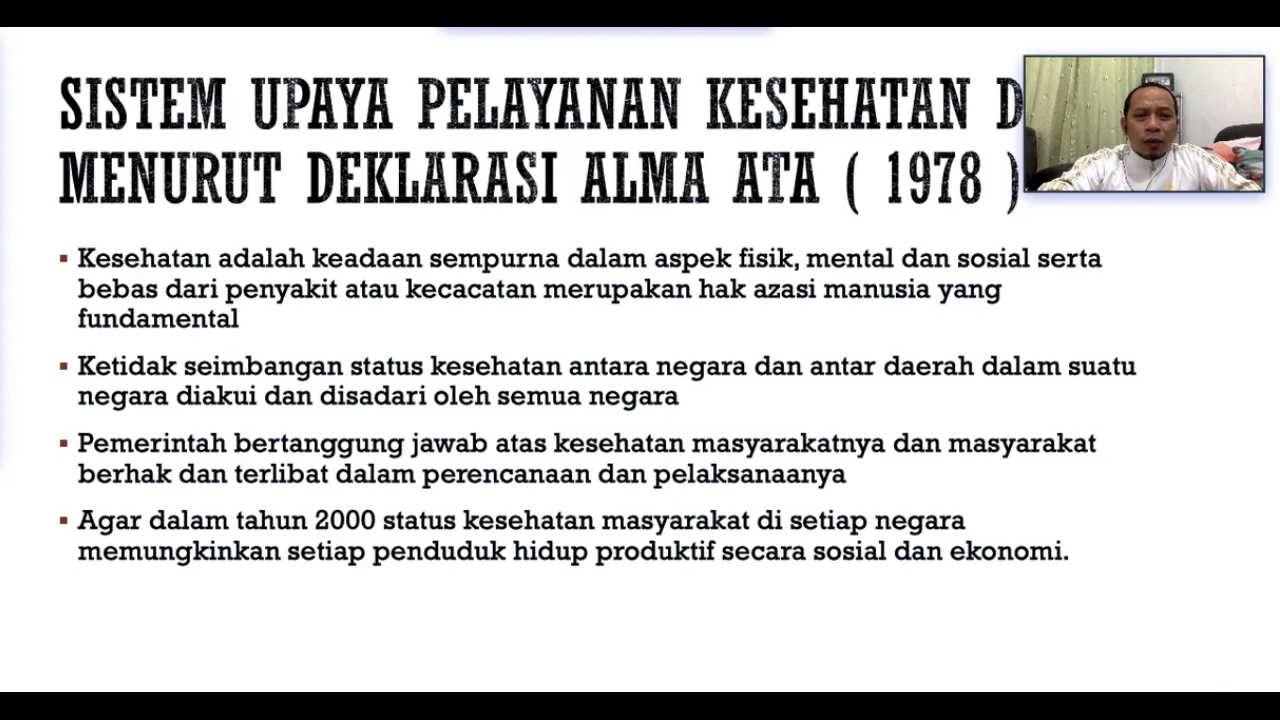 SISTEM UPAYA PELAYANAN KESEHATAN
MENURUT DEKLARASI ALMA ATA ( 1978 )
▪ Kesehatan adalah keadaan sempurna dalam aspek fisik, mental dan sosial serta
bebas dari penyakit atau kecacatan merupakan hak azasi manusia yang
fundamental
▪ Ketidak seimbangan status kesehatan antara negara dan antar daerah dalam suatu
negara diakui dan disadari oleh semua negara
▪ Pemerintah bertanggung jawab atas kesehatan masyarakatnya dan masyarakat
berhak dan terlibat dalam perencanaan dan pelaksanaanya
▪ Agar dalam tahun 2000 status kesehatan masyarakat di setiap negara
memungkinkan setiap penduduk hidup produktif secara sosial dan ekonomi.